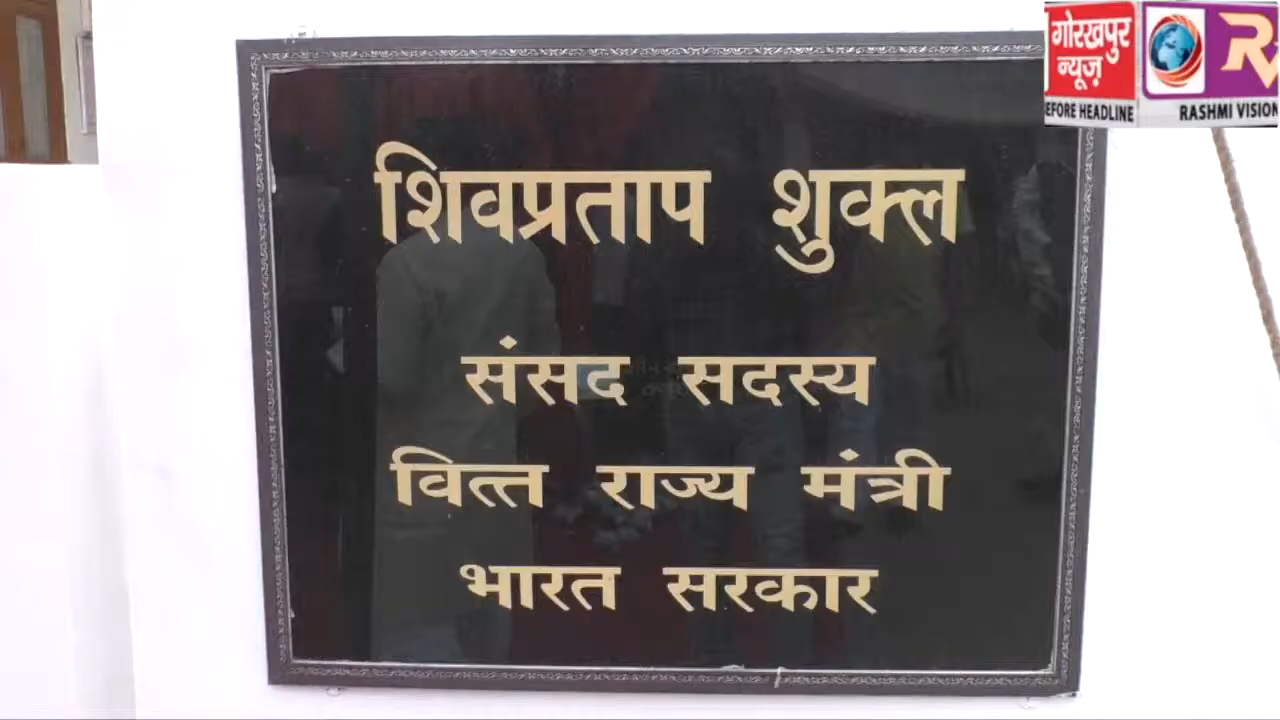 गोरखपुर
न्यूज़
EFORE HEADLINE
R
RASHMI VISION
शिवप्रताप शुक्ल
संसद सदस्य
वित्त राज्य मंत्री
भारत सरकार